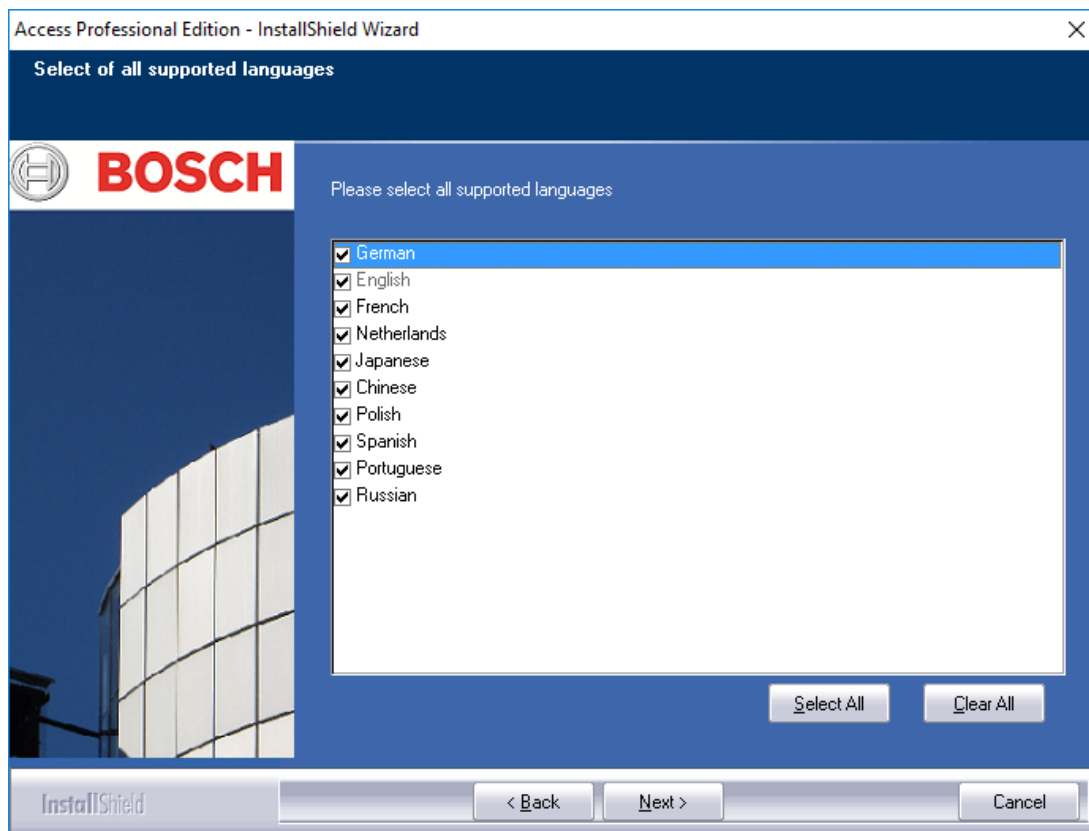 Access Professional Edition - InstallShield Wizard
Select of all supported languages
BOSCH
Please select all supported languages
German
English
French
Netherlands
Japanese
Chinese
Polish
Spanish
Portuguese
Russian
Select All
Clear All
InstallShield
< Back
Next >
Cancel